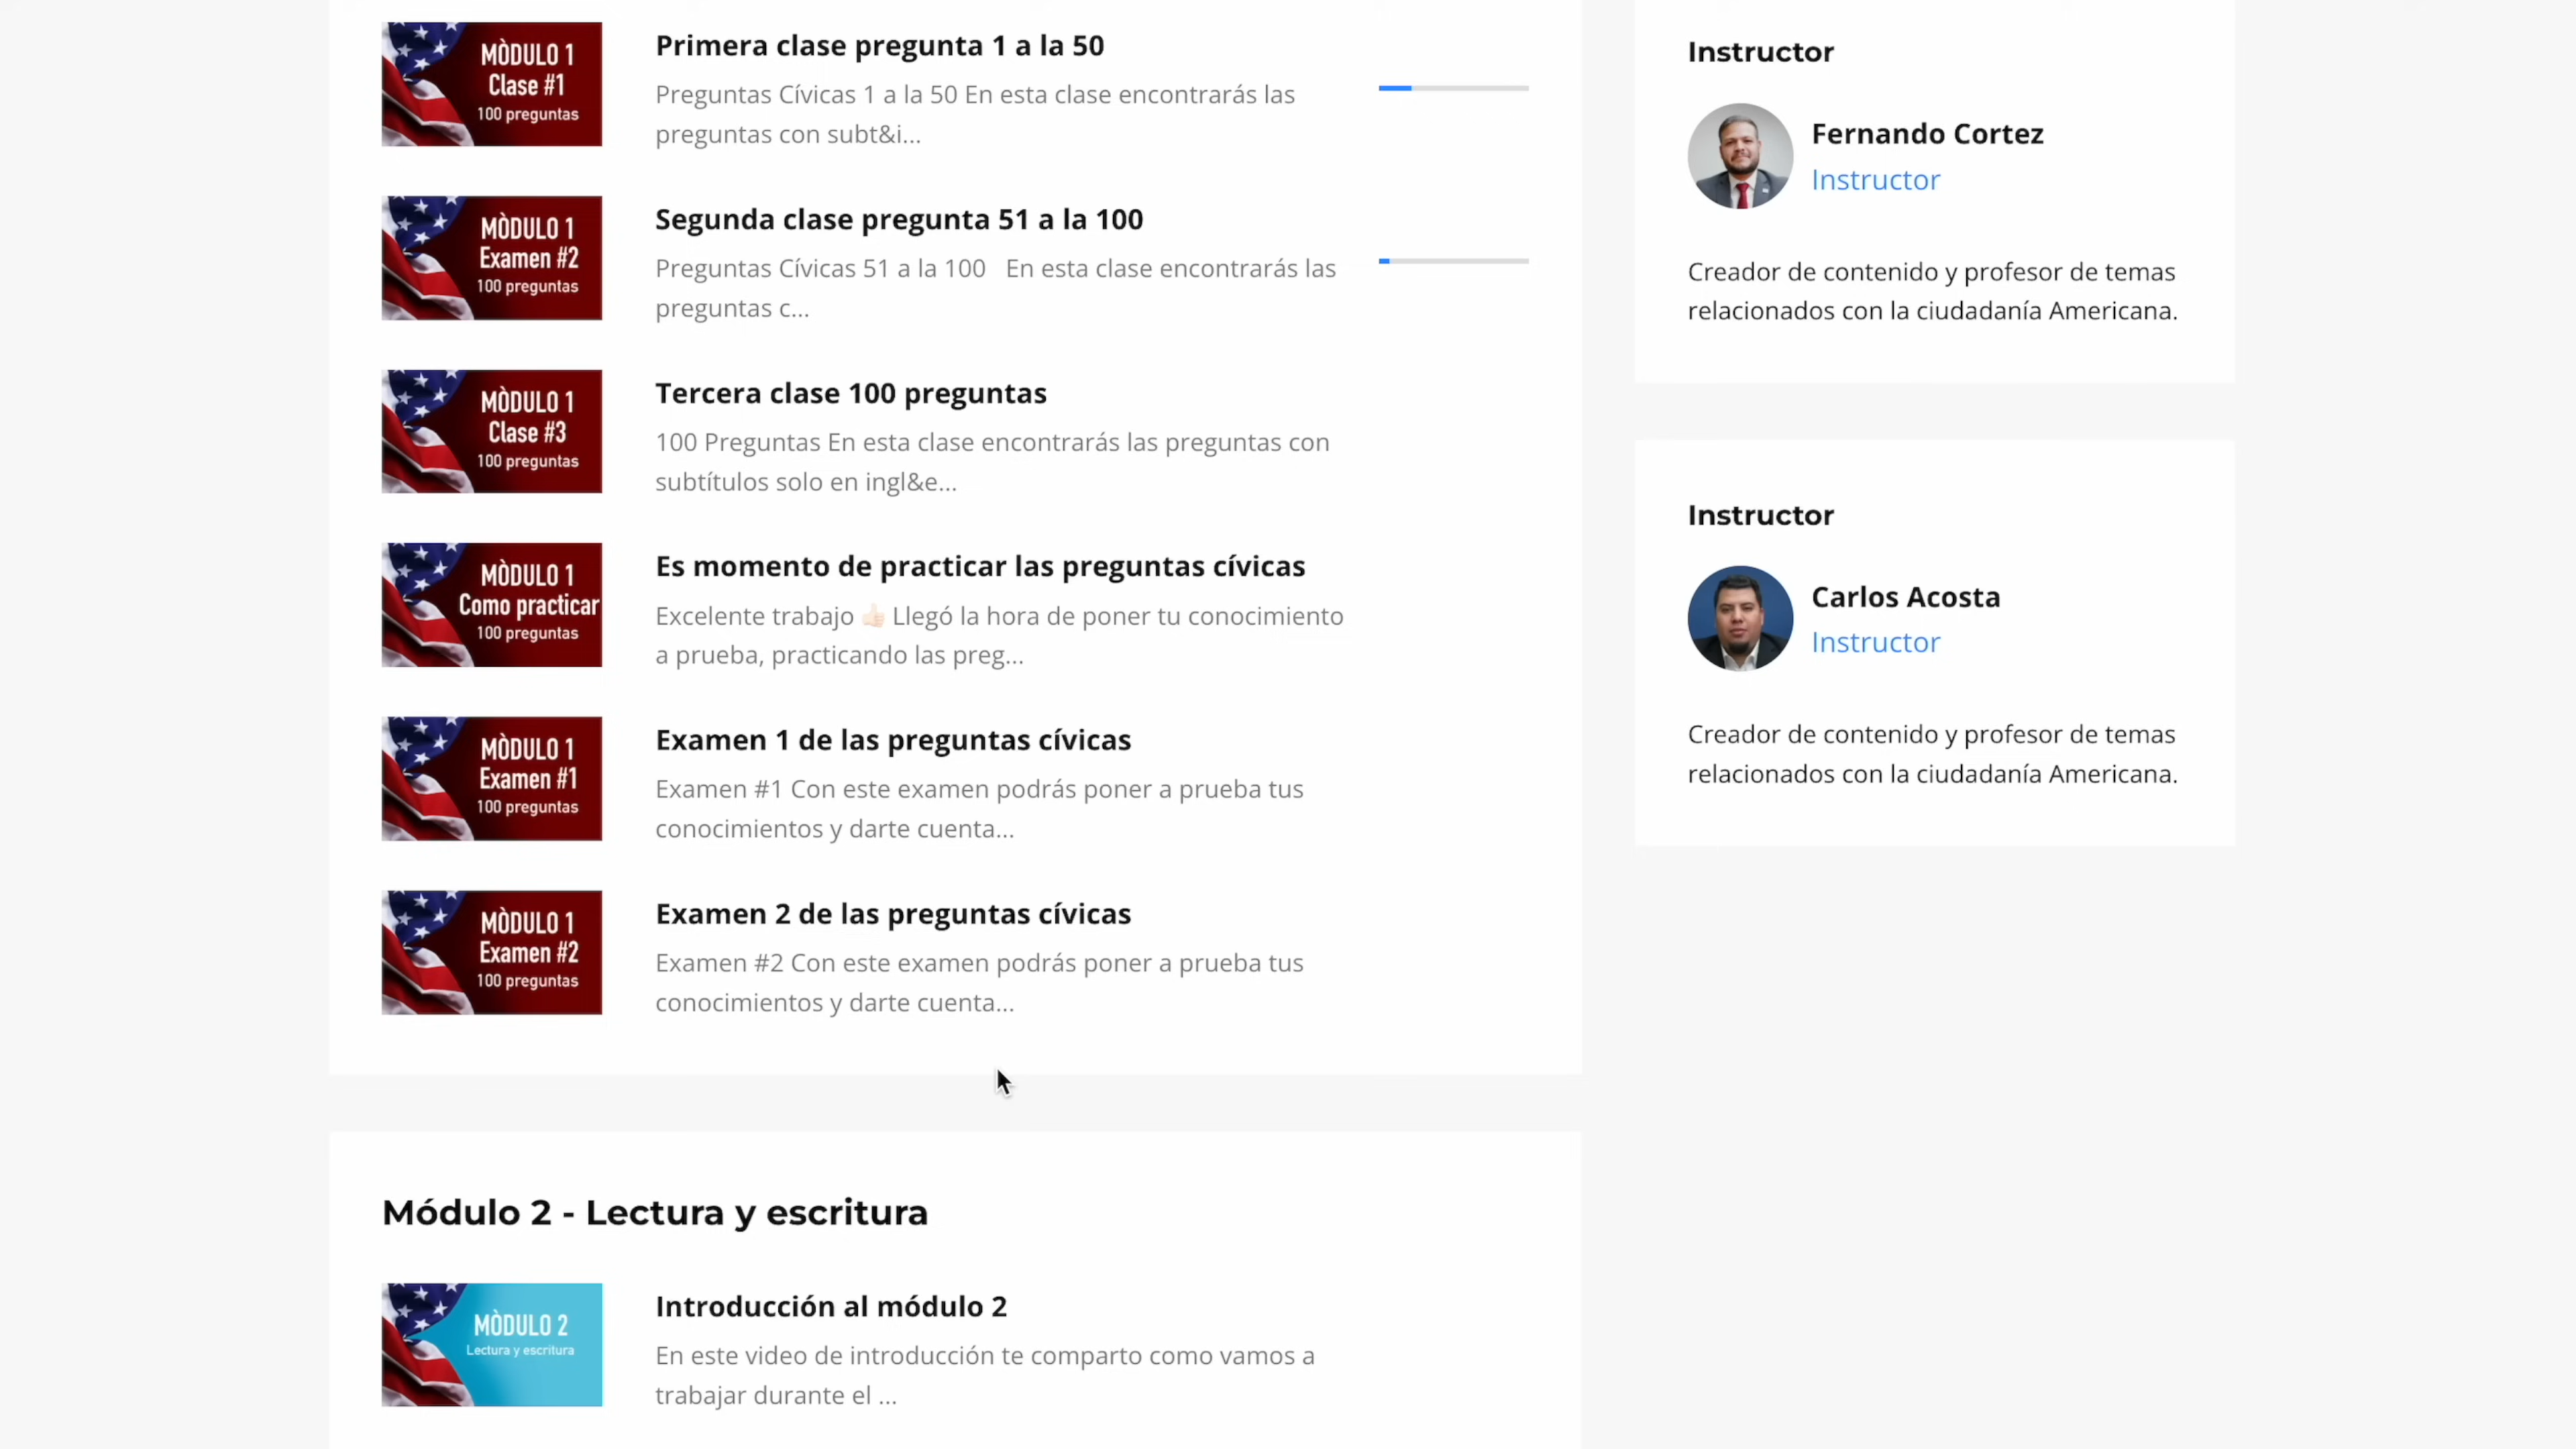 MÒDULO 1
Clase #1
100 preguntas
Primera clase pregunta 1 a la 50
Preguntas Cívicas 1 a la 50 En esta clase encontrarás las
preguntas con subt&i...
MÒDULO 1
Examen #2
100 preguntas
Segunda clase pregunta 51 a la 100
Preguntas Cívicas 51 a la 100 En esta clase encontrarás las
preguntas c...
MÒDULO 1
Clase #3
100 preguntas
Tercera clase 100 preguntas
100 Preguntas En esta clase encontrarás las preguntas con
subtítulos solo en ingl&e...
MÒDULO 1
Como practicar
100 preguntas
Es momento de practicar las preguntas cívicas
Excelente trabajo 👍🏻 Llegó la hora de poner tu conocimiento
a prueba, practicando las preg...
MÒDULO 1
Examen #1
100 preguntas
Examen 1 de las preguntas cívicas
Examen #1 Con este examen podrás poner a prueba tus
conocimientos y darte cuenta...
MÒDULO 1
Examen #2
100 preguntas
Examen 2 de las preguntas cívicas
Examen #2 Con este examen podrás poner a prueba tus
conocimientos y darte cuenta...
Módulo 2 - Lectura y escritura
MÒDULO 2
Lectura y escritura
Introducción al módulo 2
En este video de introducción te comparto como vamos a
trabajar durante el ...
Instructor
Fernando Cortez
Instructor
Creador de contenido y profesor de temas
relacionados con la ciudadanía Americana.
Instructor
Carlos Acosta
Instructor
Creador de contenido y profesor de temas
relacionados con la ciudadanía Americana.